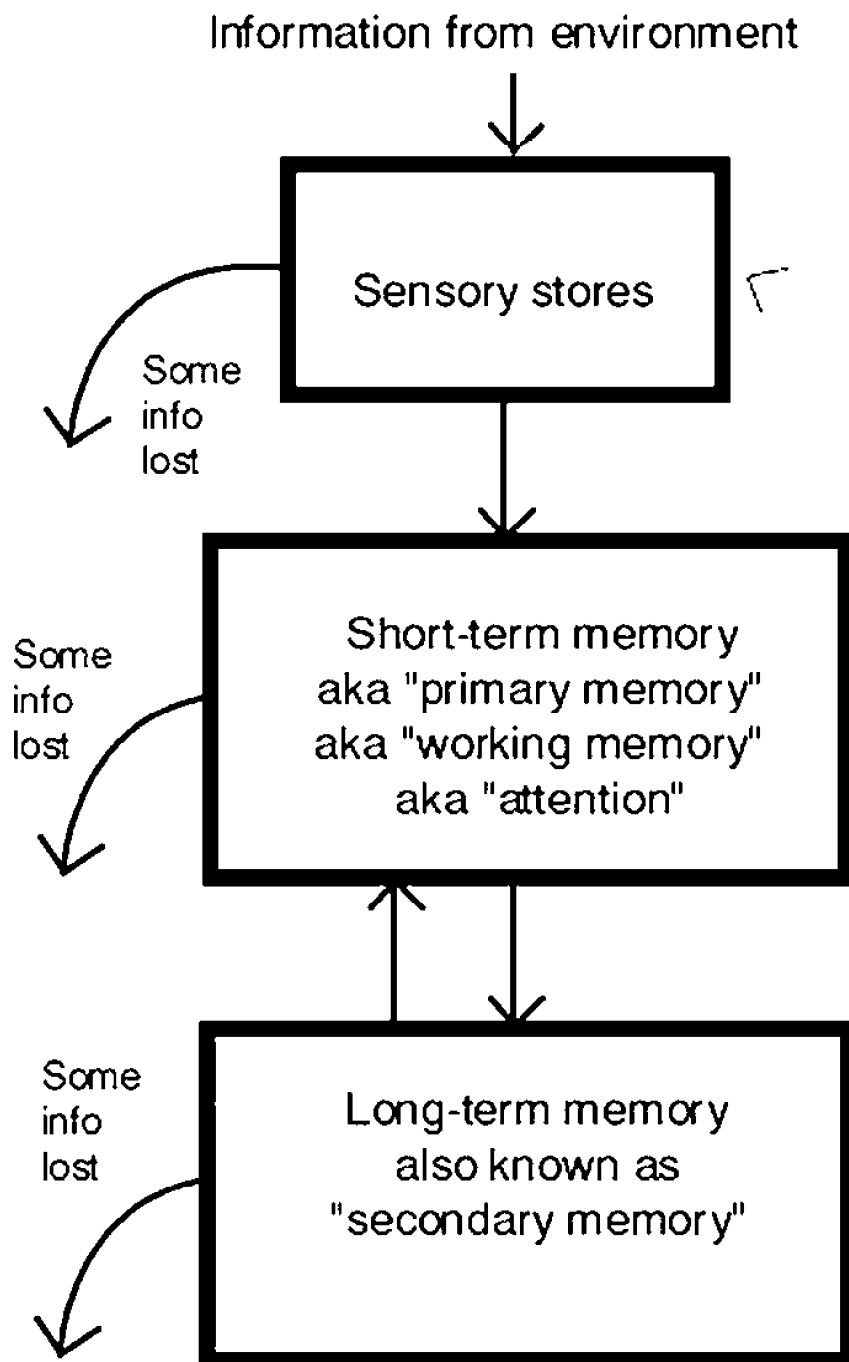 Information from environment
Sensory stores
Some
info
lost
Short-term memory
aka "primary memory"
aka "working memory"
aka "attention"
Some
info
lost
Long-term memory
also known as
"secondary memory"
Some
info
lost